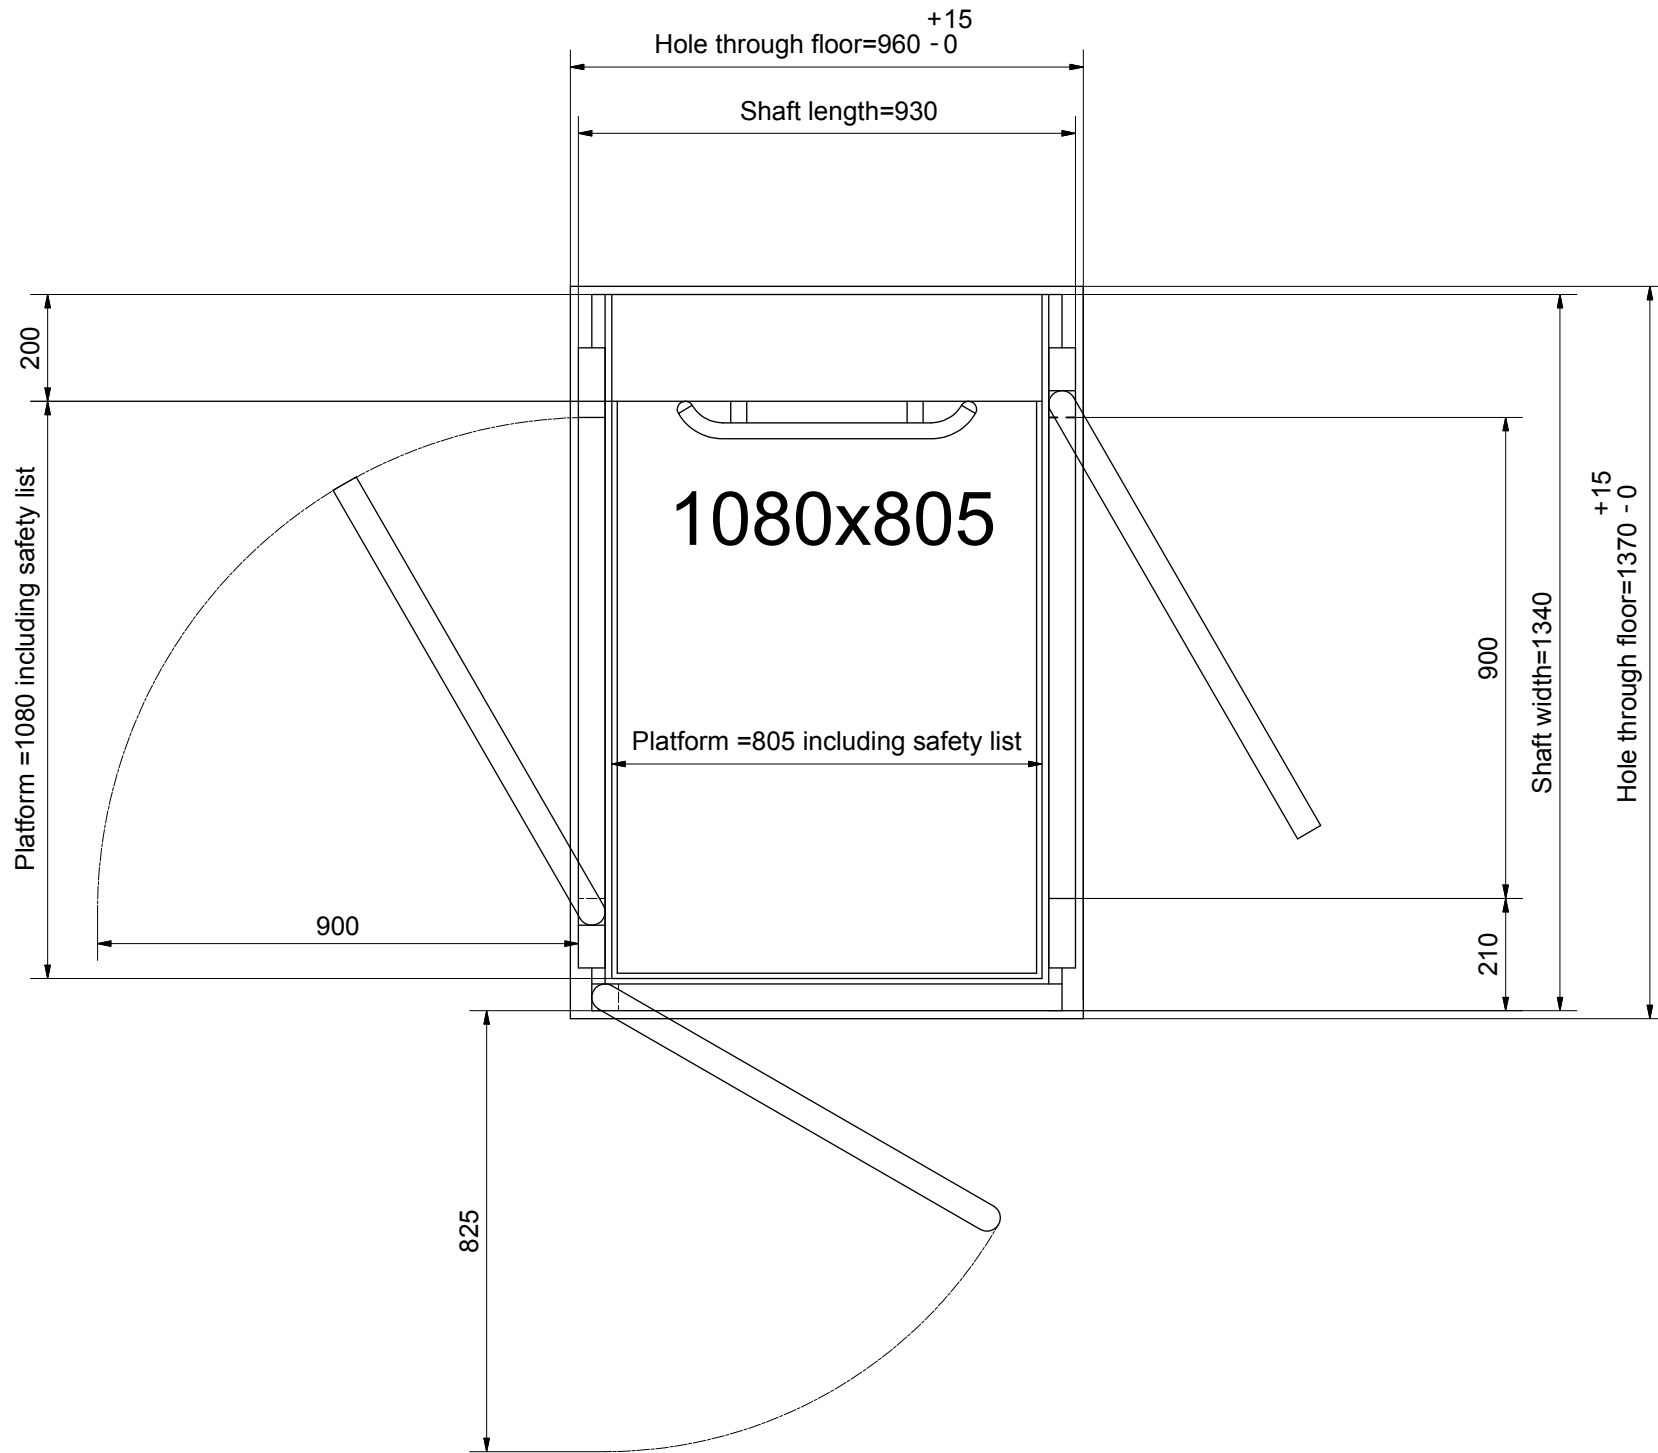 +15
Hole through floor=960 -0
Shaft length=930
200
Platform =1080 including safety list
1080x805
Platform =805 including safety list
900
900
210
Shaft width=1340
+15
Hole through floor=1370 -0
825